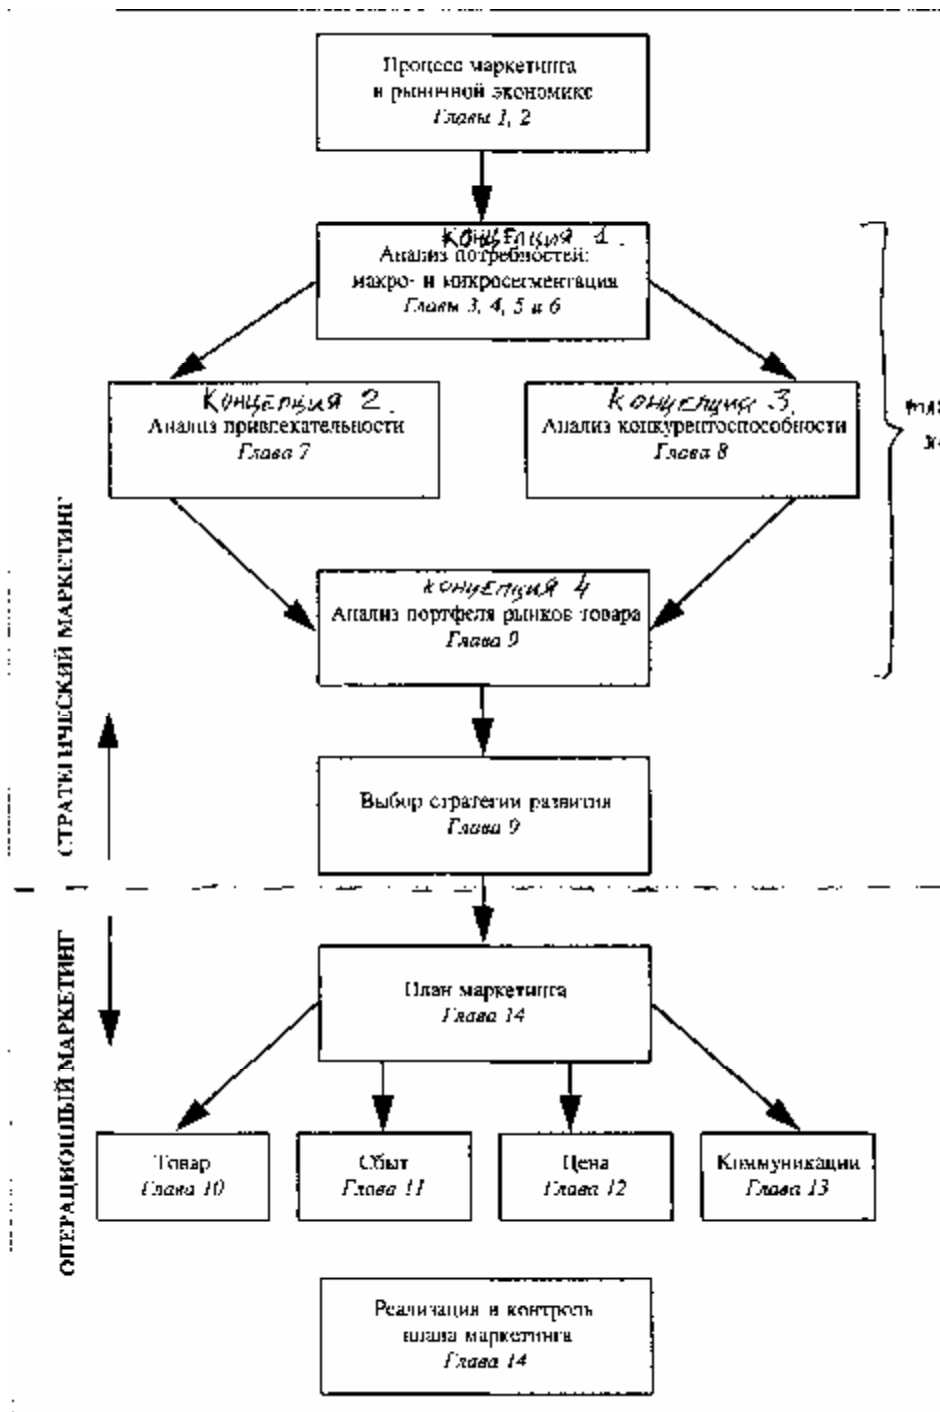 Процесс маркетинга
в рыночной экономике
Главы 1, 2
Концепция 1.
Анализ потребностей:
макро- и микросегментация
Главы 3, 4, 5 и 6
Концепция 2.
Анализ привлекательности
Глава 7
Концепция 3.
Анализ конкурентоспособности
Глава 8
Концепция 4
Анализ портфеля рынков товара
Глава 9
СТРАТЕГИЧЕСКИЙ МАРКЕТИНГ
Выбор стратегии развития
Глава 9
ОПЕРАЦИОННЫЙ МАРКЕТИНГ
План маркетинга
Глава 14
Товар
Глава 10
Сбыт
Глава 11
Цена
Глава 12
Коммуникации
Глава 13
Реализация и контроль
плана маркетинга
Глава 14